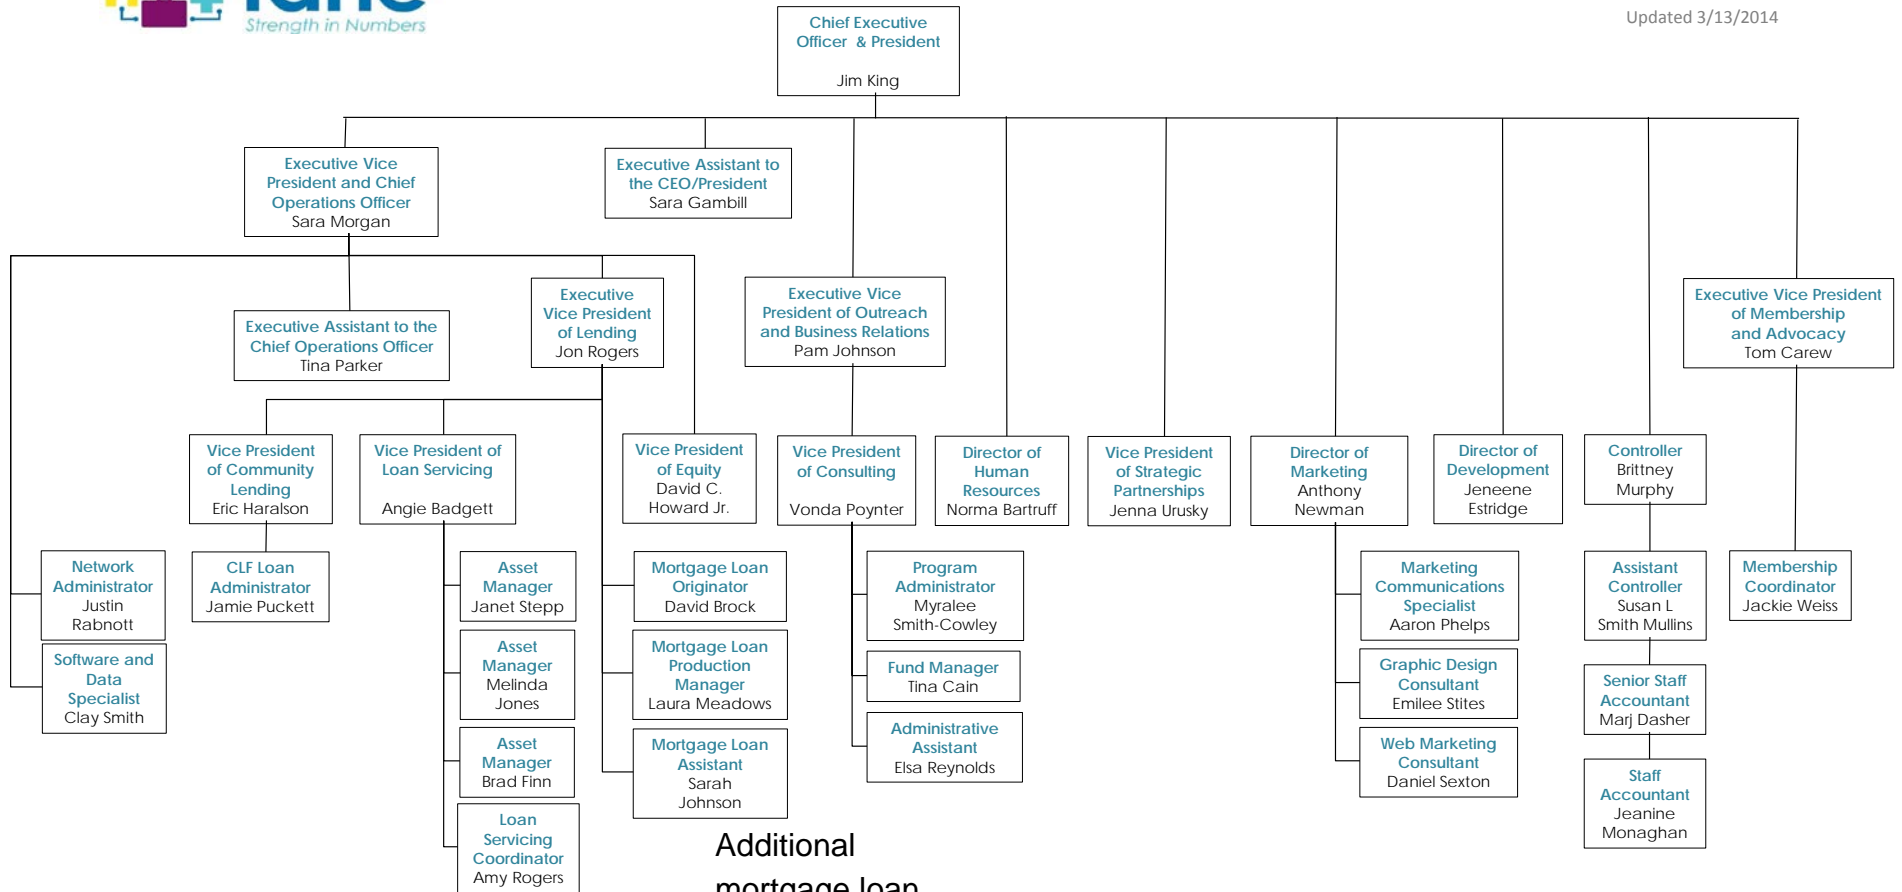 Strength in Numbers
Updated 3/13/2014
Chief Executive
Officer & President
Jim King
Executive Vice
President and Chief
Operations Officer
Sara Morgan
Executive Assistant to
the CEO/President
Sara Gambill
Executive Assistant to the
Chief Operations Officer
Tina Parker
Executive
Vice President
of Lending
Jon Rogers
Executive Vice
President of Outreach
and Business Relations
Pam Johnson
Executive Vice President
of Membership
and Advocacy
Tom Carew
Vice President
of Community
Lending
Eric Haralson
Vice President of
Loan Servicing
Angie Badgett
Vice President
of Equity
David C.
Howard Jr.
Vice President
of Consulting
Vonda Poynter
Director of
Human
Resources
Norma Bartruff
Vice President
of Strategic
Partnerships
Jenna Urusky
Director of
Marketing
Anthony
Newman
Director of
Development
Jeneene
Estridge
Controller
Brittney
Murphy
Network
Administrator
Justin
Rabnott
Software and
Data
Specialist
Clay Smith
CLF Loan
Administrator
Jamie Puckett
Asset
Manager
Janet Stepp
Asset
Manager
Melinda
Jones
Asset
Manager
Brad Finn
Loan
Servicing
Coordinator
Amy Rogers
Mortgage Loan
Originator
David Brock
Mortgage Loan
Production
Manager
Laura Meadows
Mortgage Loan
Assistant
Sarah
Johnson
Program
Administrator
Myralee
Smith-Cowley
Fund Manager
Tina Cain
Administrative
Assistant
Elsa Reynolds
Marketing
Communications
Specialist
Aaron Phelps
Graphic Design
Consultant
Emilee Stites
Web Marketing
Consultant
Daniel Sexton
Assistant
Controller
Susan L
Smith Mullins
Senior Staff
Accountant
Marj Dasher
Staff
Accountant
Jeanine
Monaghan
Membership
Coordinator
Jackie Weiss
Additional
mortgage loan